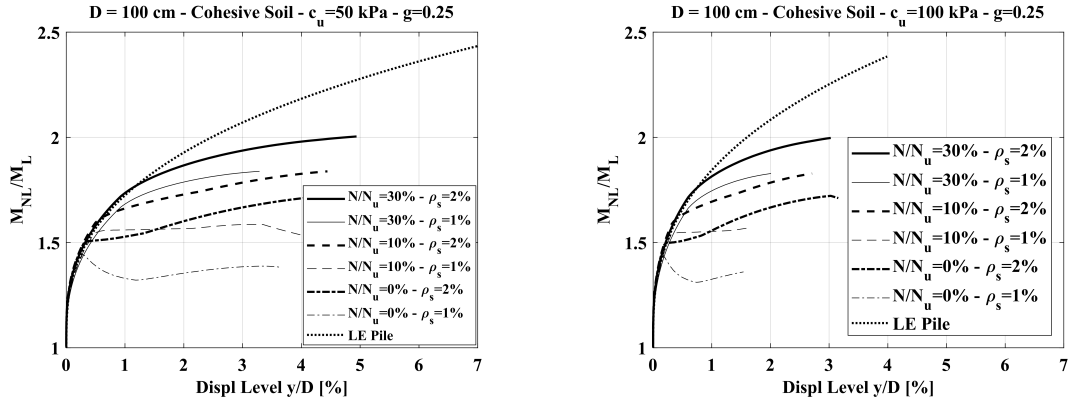 D = 100 cm - Cohesive Soil - c_u=50 kPa - g=0.25
M_NL/M_L
2.5
2
1.5
1
N/N_u=30% - ρ_s=2%
N/N_u=30% - ρ_s=1%
N/N_u=10% - ρ_s=2%
N/N_u=10% - ρ_s=1%
N/N_u=0% - ρ_s=2%
N/N_u=0% - ρ_s=1%
LE Pile
0 1 2 3 4 5 6 7
Displ Level y/D [%]
D = 100 cm - Cohesive Soil - c_u=100 kPa - g=0.25
M_NL/M_L
2.5
2
1.5
1
N/N_u=30% - ρ_s=2%
N/N_u=30% - ρ_s=1%
N/N_u=10% - ρ_s=2%
N/N_u=10% - ρ_s=1%
N/N_u=0% - ρ_s=2%
N/N_u=0% - ρ_s=1%
LE Pile
0 1 2 3 4 5 6 7
Displ Level y/D [%]